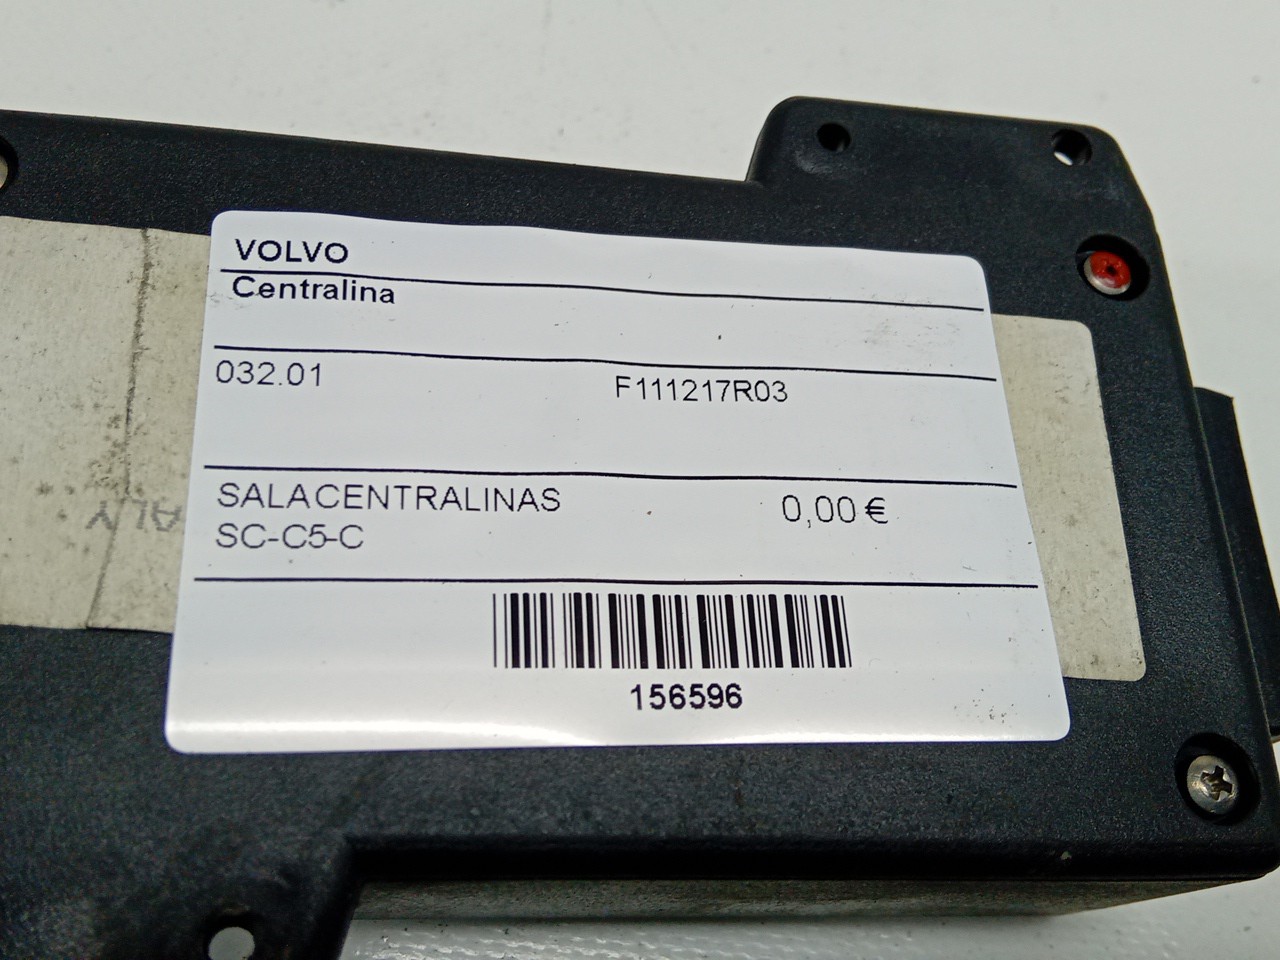 VOLVO
Centralina
032.01 F111217R03
SALACENTRALINAS 0,00 €
SC-C5-C
156596